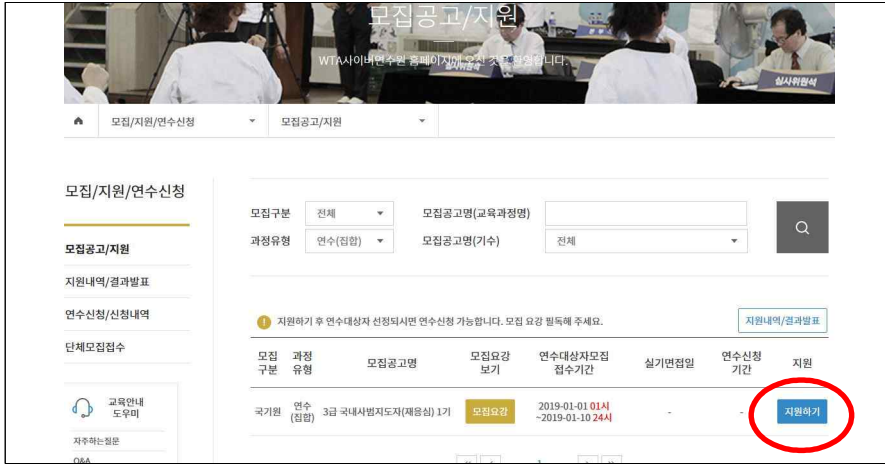 모집공고/지원
WTA사이버연수원 홈페이지에 오신 것을 환영합니다.
심사위원석
모집/지원/연수신청
모집공고/지원
모집/지원/연수신청
모집공고/지원
지원내역/결과발표
연수신청/신청내역
단체모집접수
교육안내
도우미
자주하는질문
Q&A
모집구분 전체 모집공고명(교육과정명)
과정유형 연수(집합) 모집공고명(기수) 전체
지원하기 후 연수대상자 선정되시면 연수신청 가능합니다. 모집 요강 필독해 주세요. 지원내역/결과발표
모집 과정 모집공고명 모집요강 연수대상자모집 실기면접일 연수신청 지원
구분 유형 보기 접수기간 기간
국기원 연수 3급 국내사범지도자(재응심) 1기 모집요강 2019-01-01 01시 - - 지원하기
(집합) ~2019-01-10 24시
1